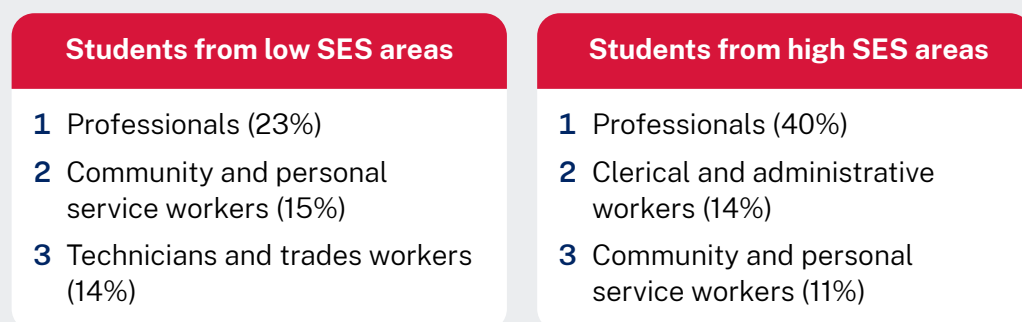 Students from low SES areas
1 Professionals (23%)
2 Community and personal
service workers (15%)
3 Technicians and trades workers
(14%)
Students from high SES areas
1 Professionals (40%)
2 Clerical and administrative
workers (14%)
3 Community and personal
service workers (11%)